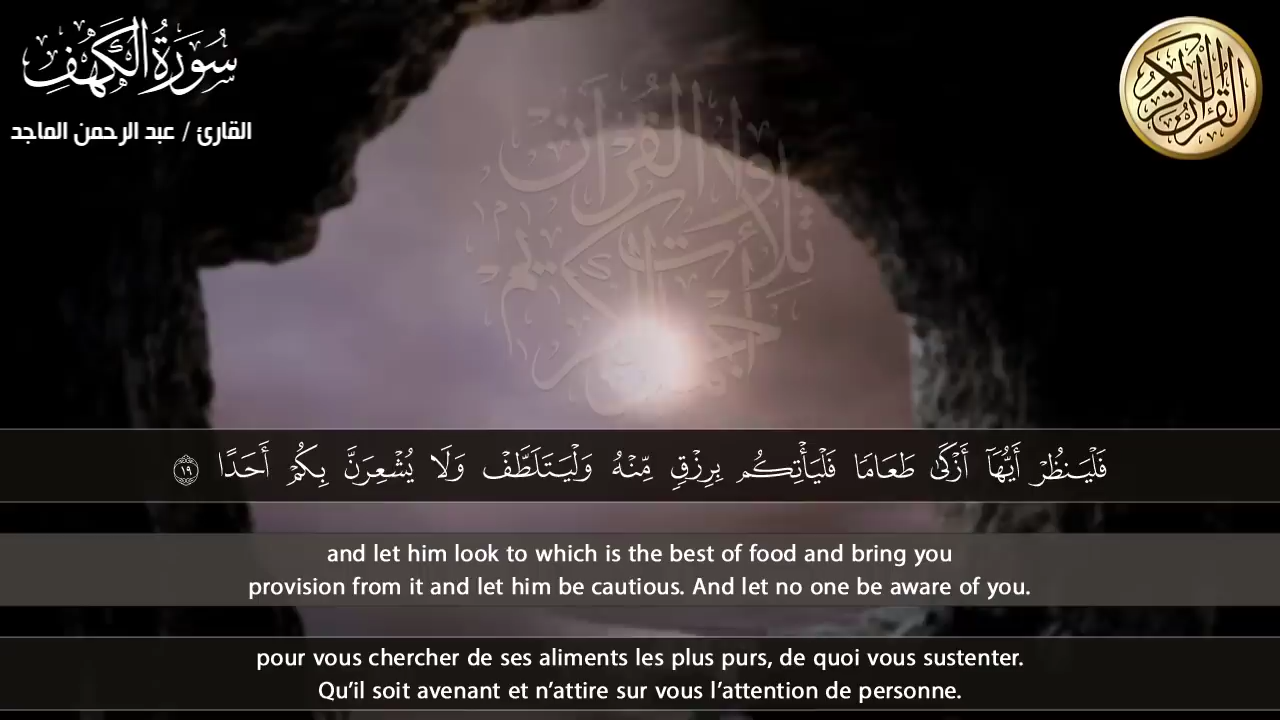 سُورَةُ الكَهْفِ
القارئ / عبد الرحمن الماجد
القرآن الكريم
فَلْيَنظُرْ أَيُّهَآ أَزْكَىٰ طَعَامًا فَلْيَأْتِكُم بِرِزْقٍ مِّنْهُ وَلْيَتَلَطَّفْ وَلَا يُشْعِرَنَّ بِكُمْ أَحَدًا ١٩
and let him look to which is the best of food and bring you
provision from it and let him be cautious. And let no one be aware of you.
pour vous chercher de ses aliments les plus purs, de quoi vous sustenter.
Qu’il soit avenant et n’attire sur vous l’attention de personne.